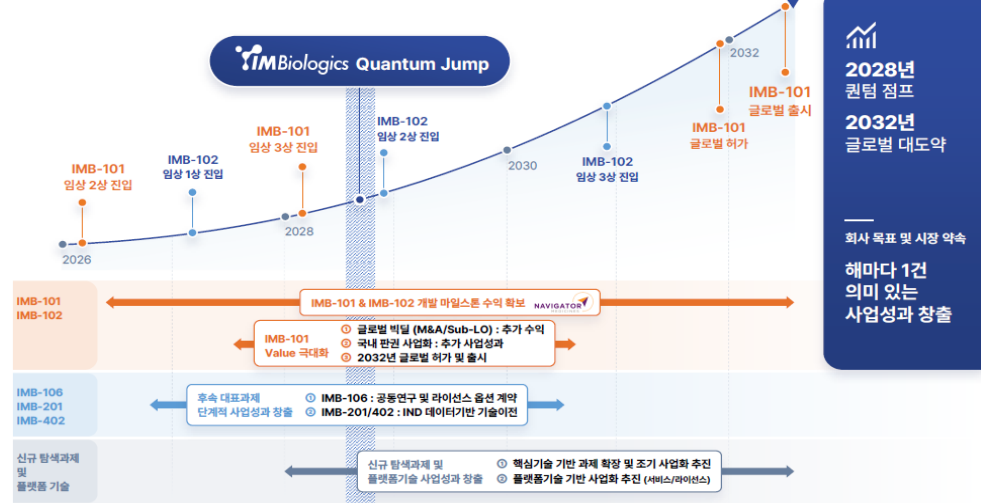 IMBiologics Quantum Jump
2026
2028
2030
2032
IMB-101
임상 2상 진입
IMB-102
임상 1상 진입
IMB-101
임상 3상 진입
IMB-102
임상 2상 진입
IMB-102
임상 3상 진입
IMB-101
글로벌 허가
IMB-101
글로벌 출시
2028년
퀀텀 점프
2032년
글로벌 대도약
회사 목표 및 시장 약속
해마다 1건
의미 있는
사업성과 창출
IMB-101
IMB-102
IMB-101 & IMB-102 개발 마일스톤 수익 확보 NAVIGATOR
IMB-101
Value 극대화
① 글로벌 빅딜 (M&A/Sub-LO) : 추가 수익
② 국내 판권 사업화 : 추가 사업성과
③ 2032년 글로벌 허가 및 출시
IMB-106
IMB-201
IMB-402
후속 대표과제
단계적 사업성과 창출
① IMB-106 : 공동연구 및 라이선스 옵션 계약
② IMB-201/402 : IND 데이터기반 기술이전
신규 탐색과제
및
플랫폼 기술
신규 탐색과제 및
플랫폼기술 사업성과 창출
① 핵심기술 기반 과제 확장 및 조기 사업화 추진
② 플랫폼기술 기반 사업화 추진 (서비스/라이선스)